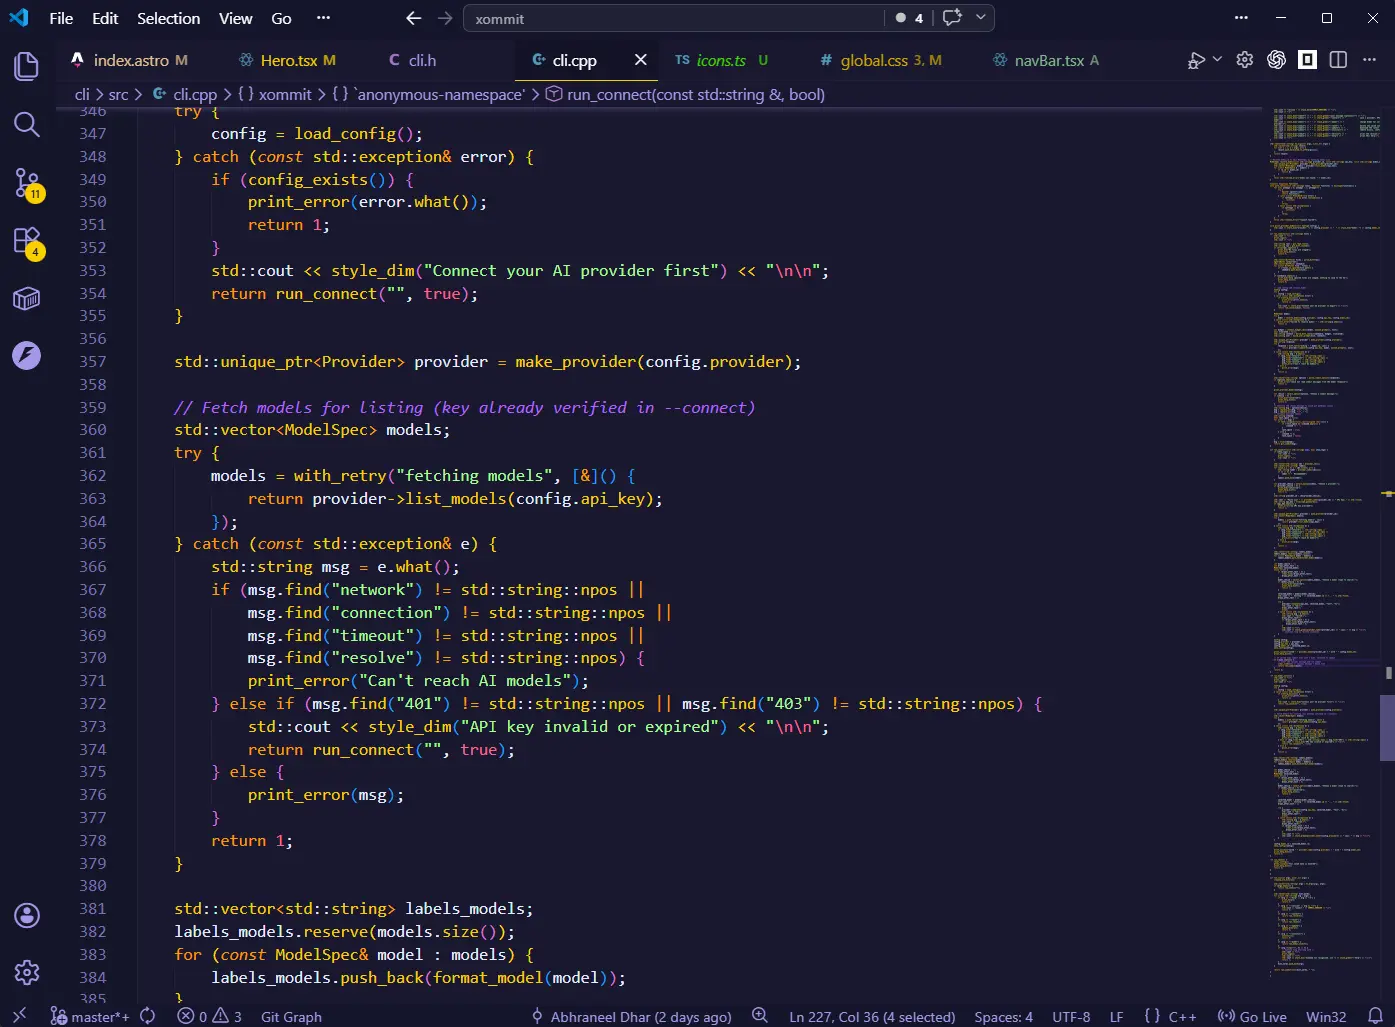 File Edit Selection View Go ··· xommit 4
index.astro M Hero.tsx M C cli.h cli.cpp TS icons.ts U # global.css 3, M navBar.tsx A
cli > src > cli.cpp > {} xommit > {} `anonymous-namespace' > run_connect(const std::string &, bool)
346 try {
347 config = load_config();
348 } catch (const std::exception& error) {
349 if (config_exists()) {
350 print_error(error.what());
351 return 1;
352 }
353 std::cout << style_dim("Connect your AI provider first") << "\n\n";
354 return run_connect("", true);
355 }
356
357 std::unique_ptr<Provider> provider = make_provider(config.provider);
358
359 // Fetch models for listing (key already verified in --connect)
360 std::vector<ModelSpec> models;
361 try {
362 models = with_retry("fetching models", [&]() {
363 return provider->list_models(config.api_key);
364 });
365 } catch (const std::exception& e) {
366 std::string msg = e.what();
367 if (msg.find("network") != std::string::npos ||
368 msg.find("connection") != std::string::npos ||
369 msg.find("timeout") != std::string::npos ||
370 msg.find("resolve") != std::string::npos) {
371 print_error("Can't reach AI models");
372 } else if (msg.find("401") != std::string::npos || msg.find("403") != std::string::npos) {
373 std::cout << style_dim("API key invalid or expired") << "\n\n";
374 return run_connect("", true);
375 } else {
376 print_error(msg);
377 }
378 return 1;
379 }
380
381 std::vector<std::string> labels_models;
382 labels_models.reserve(models.size());
383 for (const ModelSpec& model : models) {
384 labels_models.push_back(format_model(model));
385 }
11
4
master*+ 0 3 Git Graph Abhraneel Dhar (2 days ago) Ln 227, Col 36 (4 selected) Spaces: 4 UTF-8 LF {} C++ Go Live Win32